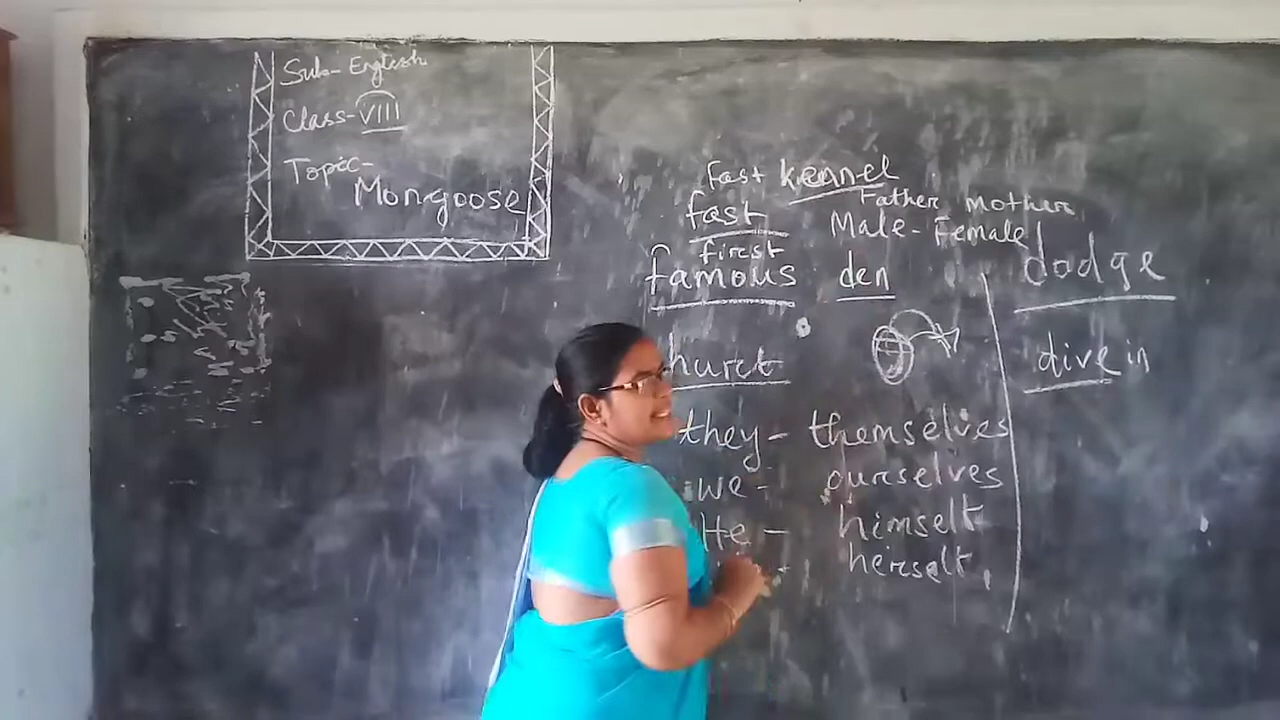 Sub- English
Class- VIII
Topic-
Mongoose
Fast kennel
Father mother
fast
Male - Female
first
famous den
dodge
hurt
dive in
they - themselves
we - ourselves
He - himself
herself,